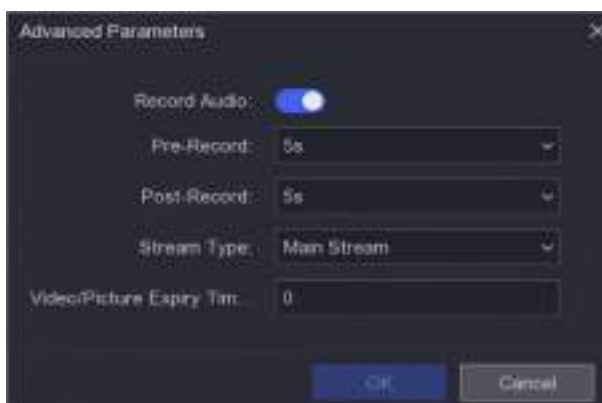 Advanced Parameters
Record Audio:
Pre-Record: 5s
Post-Record: 5s
Stream Type: Main Stream
Video/Picture Expiry Tim... 0
OK Cancel